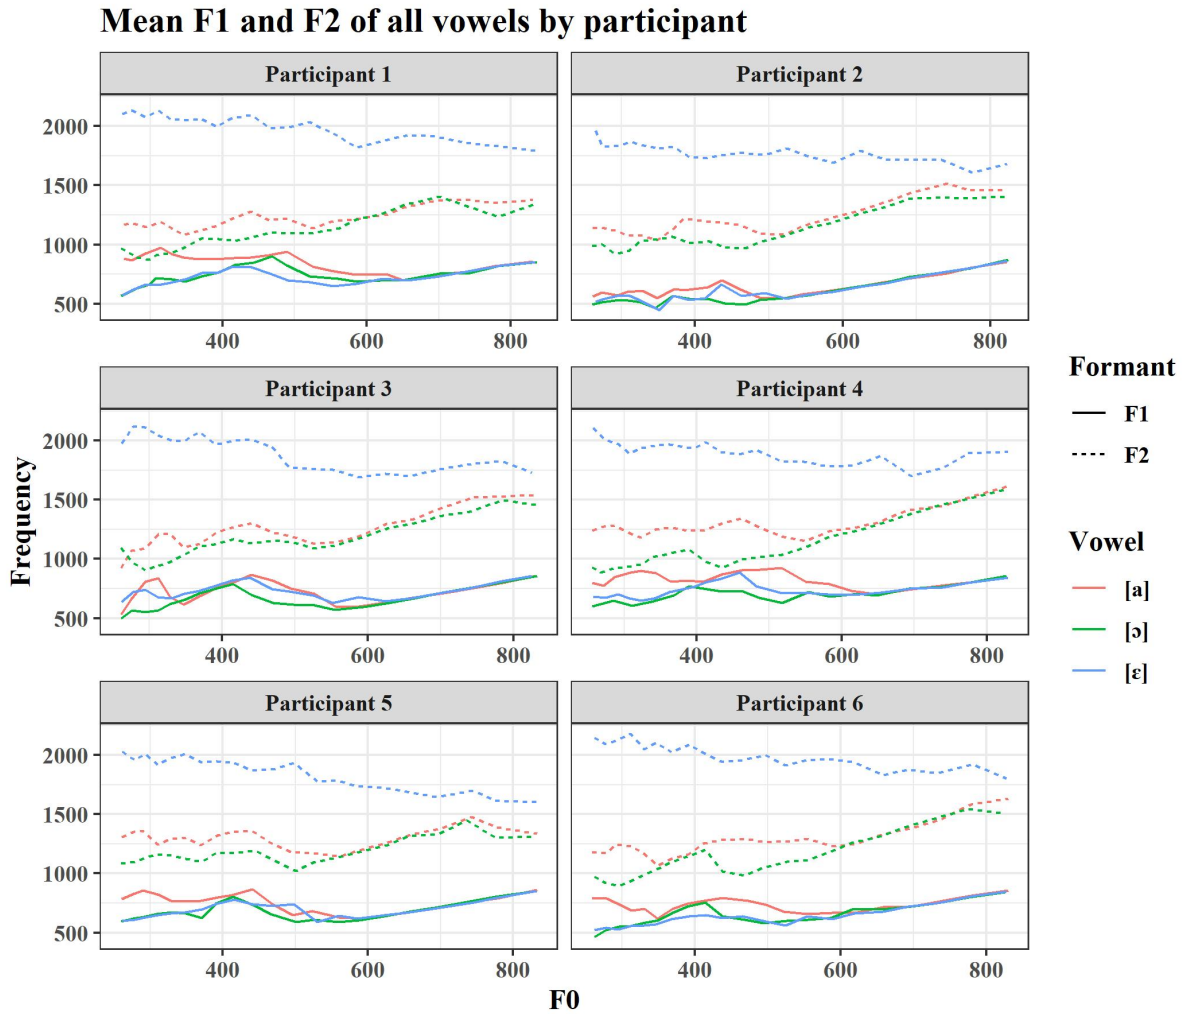 Mean F1 and F2 of all vowels by participant
Participant 1
Participant 2
2000
1500
1000
500
400 600 800
400 600 800
Participant 3
Participant 4
2000
1500
1000
500
400 600 800
400 600 800
Participant 5
Participant 6
2000
1500
1000
500
400 600 800
400 600 800
Frequency
F0
Formant
F1
F2
Vowel
[a]
[ɔ]
[ɛ]